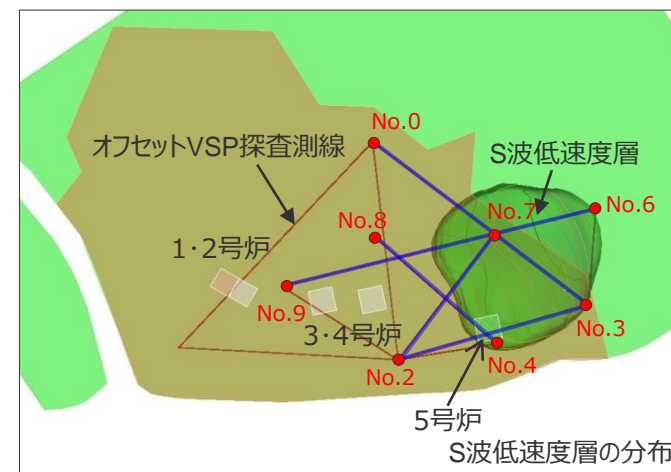 No.0
オフセットVSP探査測線
S波低速度層
No.6
No.7
No.8
1・2号炉
No.9
3・4号炉
No.3
No.2
No.4
5号炉
S波低速度層の分布